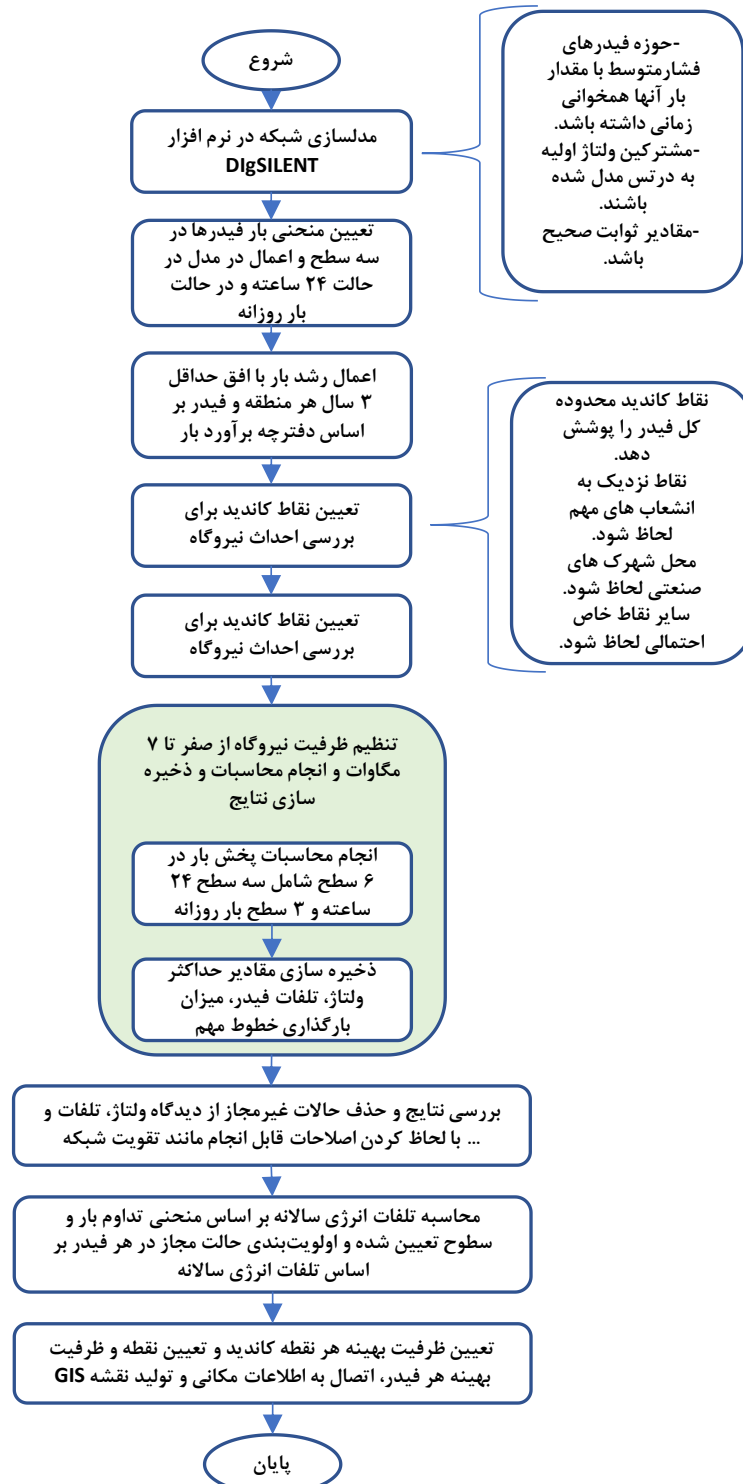 شروع
مدلسازی شبکه در نرم افزار
DIgSILENT
-حوزه فیدرهای
فشارمتوسط با مقدار
بار آنها همخوانی
زمانی داشته باشد.
-مشترکین ولتاژ اولیه
به درتس مدل شده
باشند.
-مقادیر ثوابت صحیح
باشد.
تعیین منحنی بار فیدرها در
سه سطح و اعمال در مدل در
حالت ۲۴ ساعته و در حالت
بار روزانه
اعمال رشد بار با افق حداقل
۳ سال هر منطقه و فیدر بر
اساس دفترچه برآورد بار
تعیین نقاط کاندید برای
بررسی احداث نیروگاه
نقاط کاندید محدوده
کل فیدر را پوشش
دهد.
نقاط نزدیک به
انشعاب های مهم
لحاظ شود.
محل شهرک های
صنعتی لحاظ شود.
سایر نقاط خاص
احتمالی لحاظ شود.
تعیین نقاط کاندید برای
بررسی احداث نیروگاه
تنظیم ظرفیت نیروگاه از صفر تا ۷
مگاوات و انجام محاسبات و ذخیره
سازی نتایج
انجام محاسبات پخش بار در
۶ سطح شامل سه سطح ۲۴
ساعته و ۳ سطح بار روزانه
ذخیره سازی مقادیر حداکثر
ولتاژ، تلفات فیدر، میزان
بارگذاری خطوط مهم
بررسی نتایج و حذف حالات غیرمجاز از دیدگاه ولتاژ، تلفات و
... با لحاظ کردن اصلاحات قابل انجام مانند تقویت شبکه
محاسبه تلفات انرژی سالانه بر اساس منحنی تداوم بار و
سطوح تعیین شده و اولویت‌بندی حالت مجاز در هر فیدر بر
اساس تلفات انرژی سالانه
تعیین ظرفیت بهینه هر نقطه کاندید و تعیین نقطه و ظرفیت
بهینه هر فیدر، اتصال به اطلاعات مکانی و تولید نقشه GIS
پایان